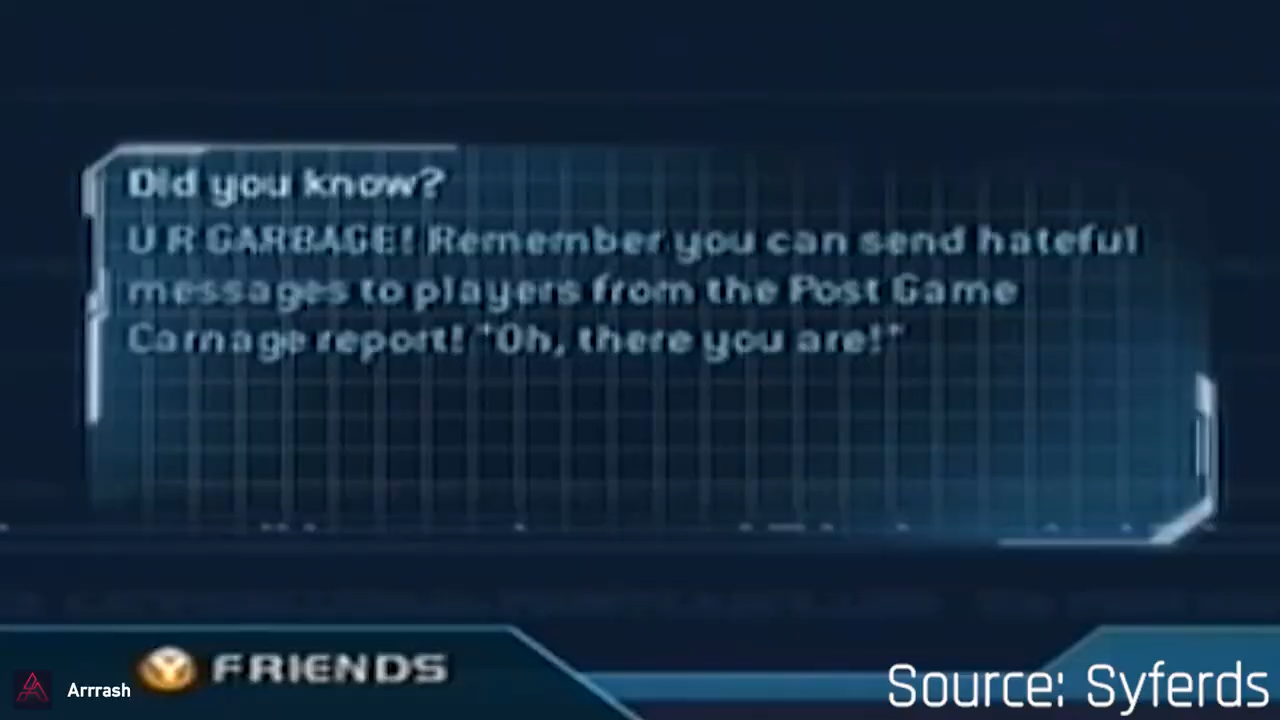 Did you know?
U R GARBAGE! Remember you can send hateful
messages to players from the Post Game
Carnage report! "Oh, there you are!"
Y FRIENDS
Arrrash
Source: Syferds